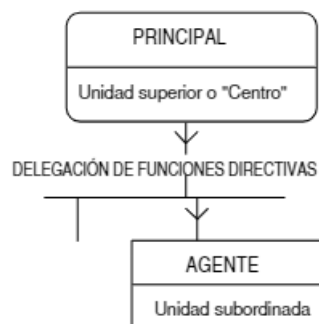 PRINCIPAL
Unidad superior o "Centro"
DELEGACIÓN DE FUNCIONES DIRECTIVAS
AGENTE
Unidad subordinada